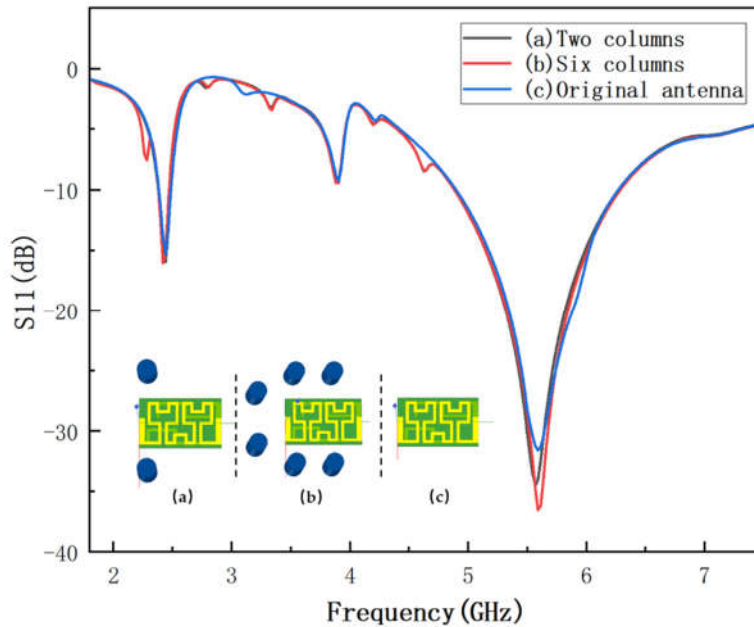 (a)Two columns
(b)Six columns
(c)Original antenna
0
-10
-20
-30
-40
S11(dB)
(a)
(b)
(c)
2
3
4
5
6
7
Frequency(GHz)